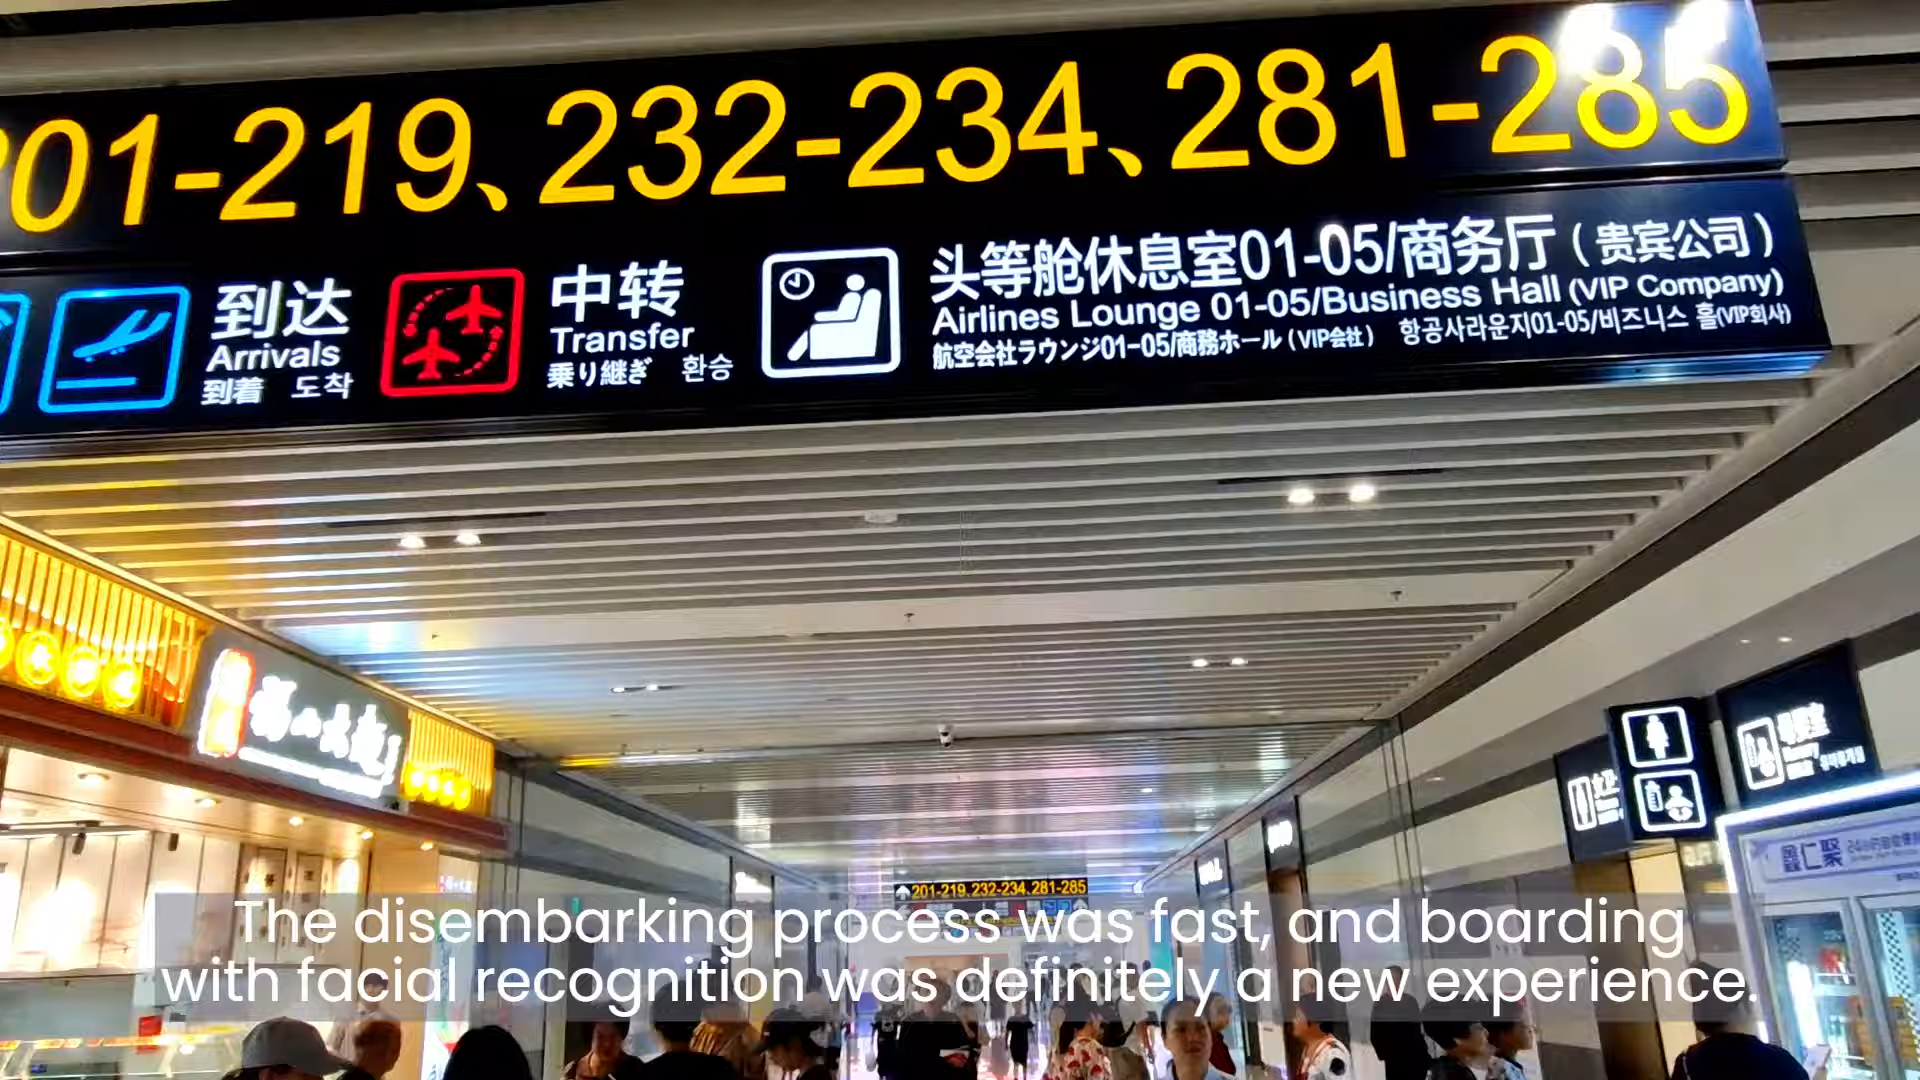 201-219、232-234、281-285
到达
Arrivals
到着 도착
中转
Transfer
乗り継ぎ 환승
头等舱休息室01-05/商务厅（贵宾公司）
Airlines Lounge 01-05/Business Hall (VIP Company)
航空会社ラウンジ01-05/商務ホール（VIP会社） 항공사라운지01-05/비즈니스 홀(VIP회사)
鑫仁聚
201-219、232-234、281-285
The disembarking process was fast, and boarding
with facial recognition was definitely a new experience.